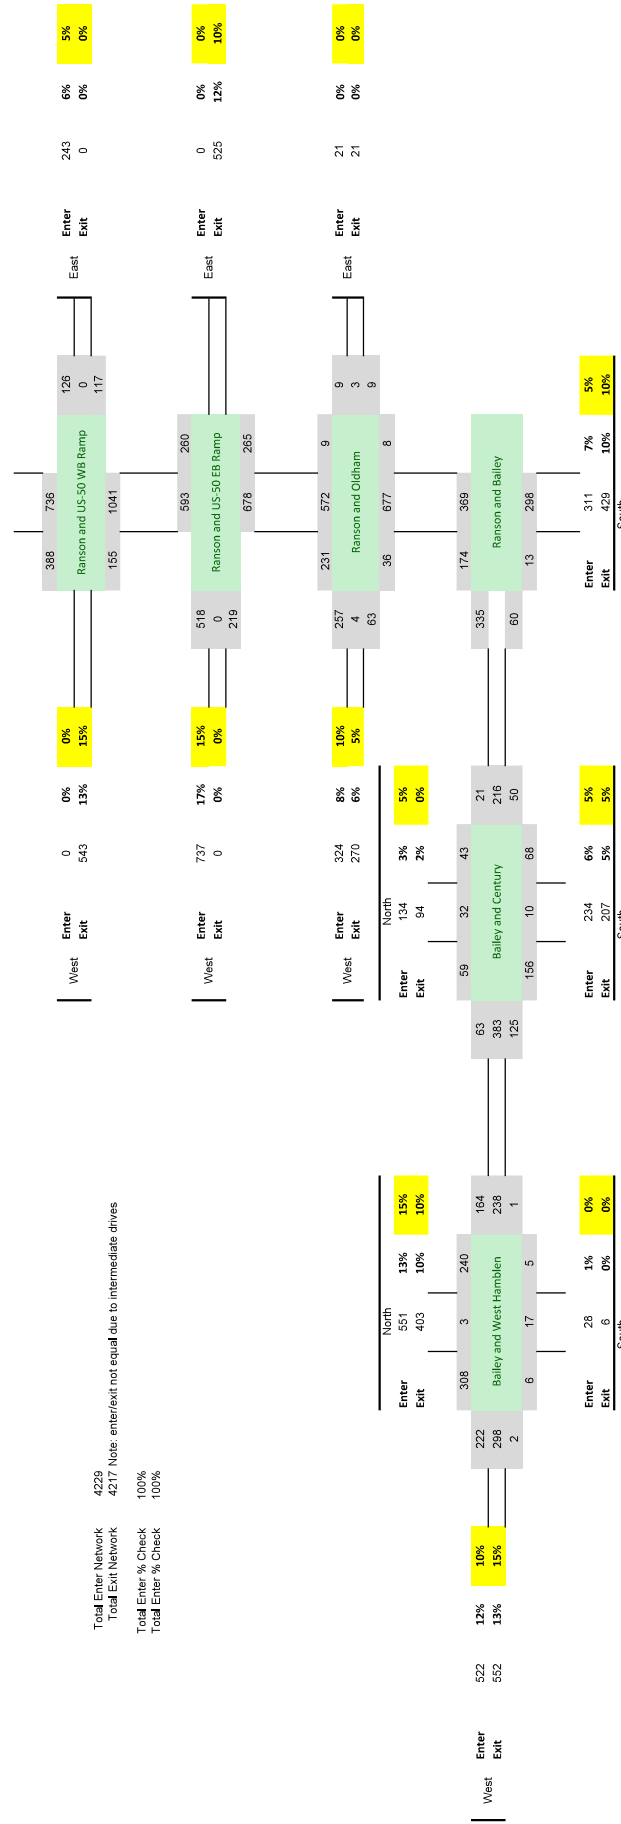 West
Enter 0 0% 0%
Exit 543 13% 15%
388 736
Ranson and US-50 WB Ramp
155 1041
126
0
117
East
Enter 243 6% 5%
Exit 0 0% 0%
Total Enter Network 4229
Total Exit Network 4217 Note: enter/exit not equal due to intermediate drives
Total Enter % Check 100%
Total Enter % Check 100%
West
Enter 737 17% 15%
Exit 0 0% 0%
518
0
219
593 260
Ranson and US-50 EB Ramp
678 265
East
Enter 0 0% 0%
Exit 525 12% 10%
West
Enter 324 8% 10%
Exit 270 6% 5%
257
4
63
231 572 9
Ranson and Oldham
36 677 8
9
3
9
East
Enter 21 0% 0%
Exit 21 0% 0%
North
Enter 551 13% 15%
Exit 403 10% 10%
North
Enter 134 3% 5%
Exit 94 2% 0%
West
Enter 522 12% 10%
Exit 552 13% 15%
222
298
2
308 3 240
Bailey and West Hamblen
6 17 5
164
238
1
63
383
125
59 32 43
Bailey and Century
156 10 68
21
216
50
335
60
174 369
Ranson and Bailey
13 298
Enter 28 1% 0%
Exit 6 0% 0%
South
Enter 234 6% 5%
Exit 207 5% 5%
South
Enter 311 7% 5%
Exit 429 10% 10%
South